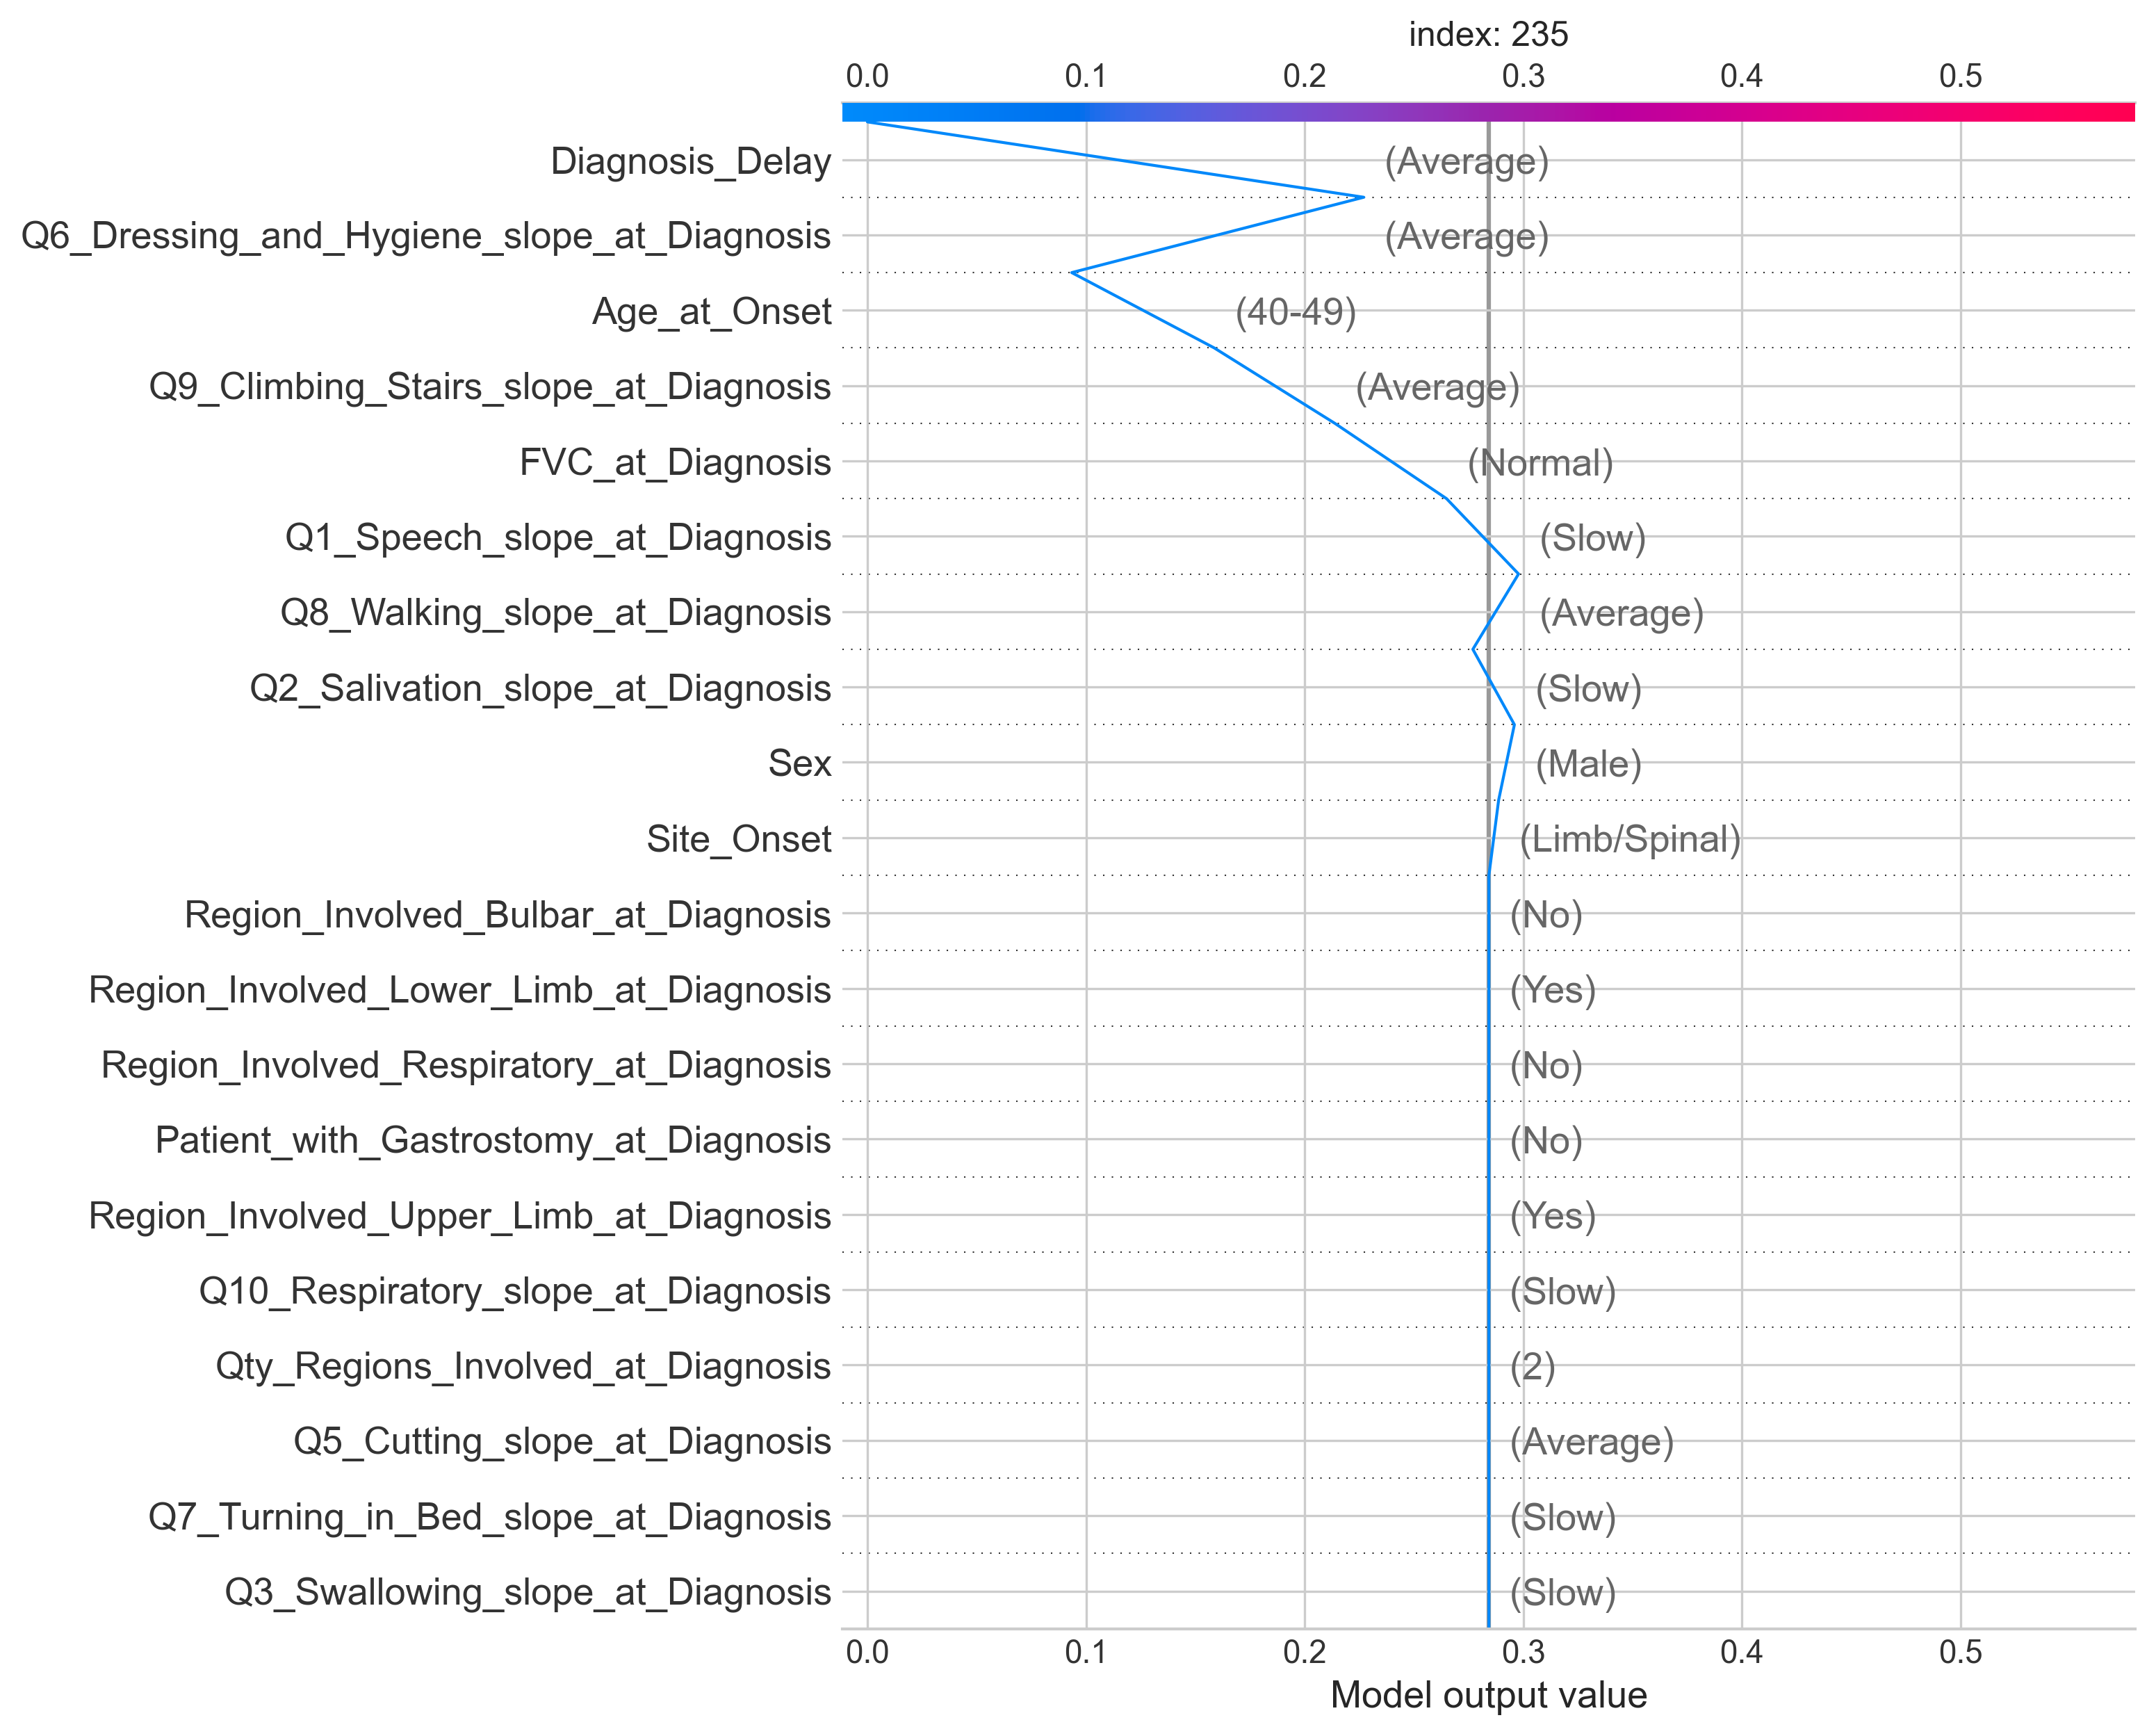 index: 235
0.0 0.1 0.2 0.3 0.4 0.5
Diagnosis_Delay (Average)
Q6_Dressing_and_Hygiene_slope_at_Diagnosis (Average)
Age_at_Onset (40-49)
Q9_Climbing_Stairs_slope_at_Diagnosis (Average)
FVC_at_Diagnosis (Normal)
Q1_Speech_slope_at_Diagnosis (Slow)
Q8_Walking_slope_at_Diagnosis (Average)
Q2_Salivation_slope_at_Diagnosis (Slow)
Sex (Male)
Site_Onset (Limb/Spinal)
Region_Involved_Bulbar_at_Diagnosis (No)
Region_Involved_Lower_Limb_at_Diagnosis (Yes)
Region_Involved_Respiratory_at_Diagnosis (No)
Patient_with_Gastrostomy_at_Diagnosis (No)
Region_Involved_Upper_Limb_at_Diagnosis (Yes)
Q10_Respiratory_slope_at_Diagnosis (Slow)
Qty_Regions_Involved_at_Diagnosis (2)
Q5_Cutting_slope_at_Diagnosis (Average)
Q7_Turning_in_Bed_slope_at_Diagnosis (Slow)
Q3_Swallowing_slope_at_Diagnosis (Slow)
0.0 0.1 0.2 0.3 0.4 0.5
Model output value